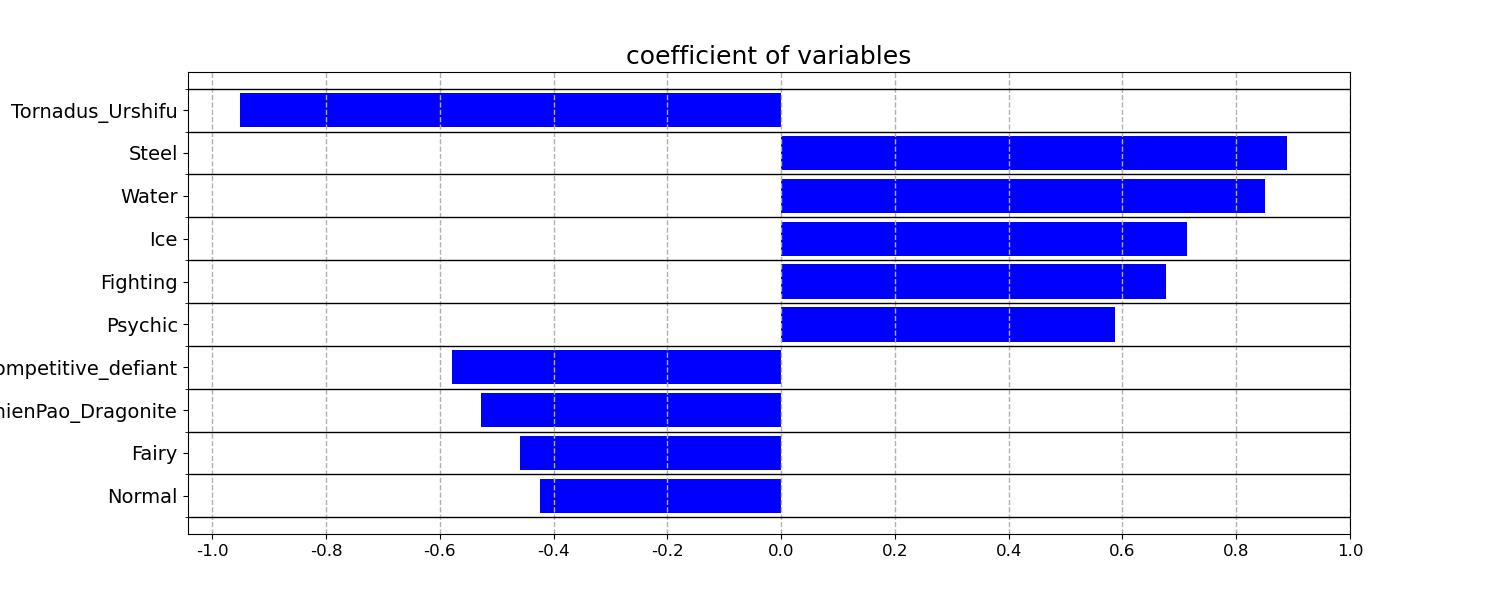 coefficient of variables
Tornadus_Urshifu
Steel
Water
Ice
Fighting
Psychic
ompetitive_defiant
ienPao_Dragonite
Fairy
Normal
-1.0 -0.8 -0.6 -0.4 -0.2 0.0 0.2 0.4 0.6 0.8 1.0